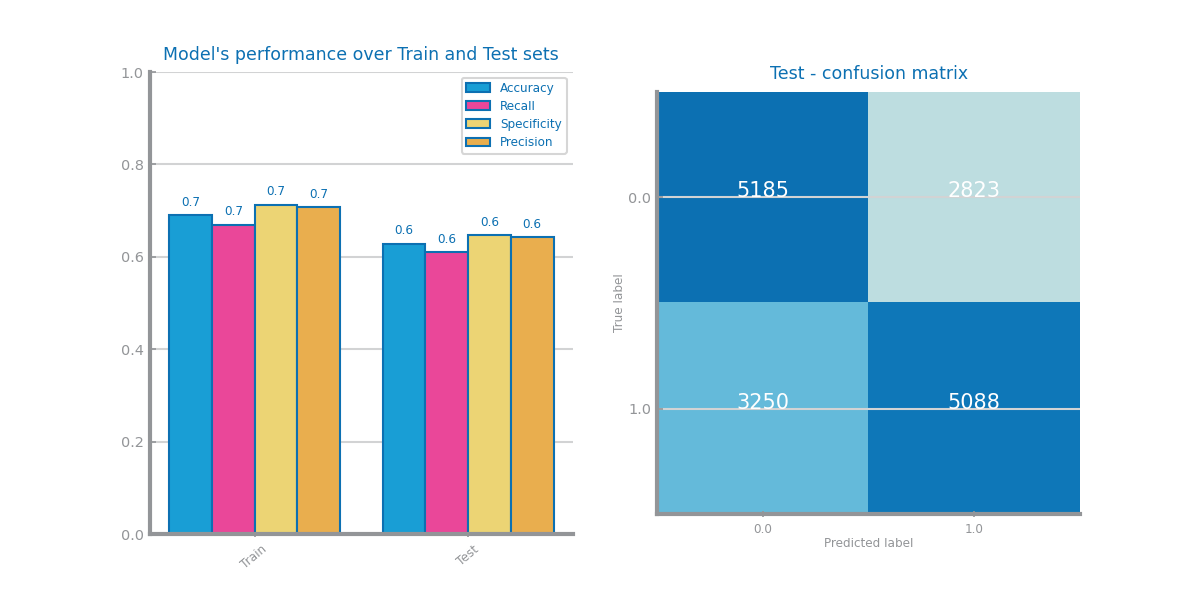 Model's performance over Train and Test sets
1.0
0.8
0.6
0.4
0.2
0.0
Accuracy
Recall
Specificity
Precision
0.7
0.7
0.7
0.7
0.6
0.6
0.6
0.6
Train
Test
Test - confusion matrix
True label
0.0
1.0
5185
2823
3250
5088
0.0
1.0
Predicted label